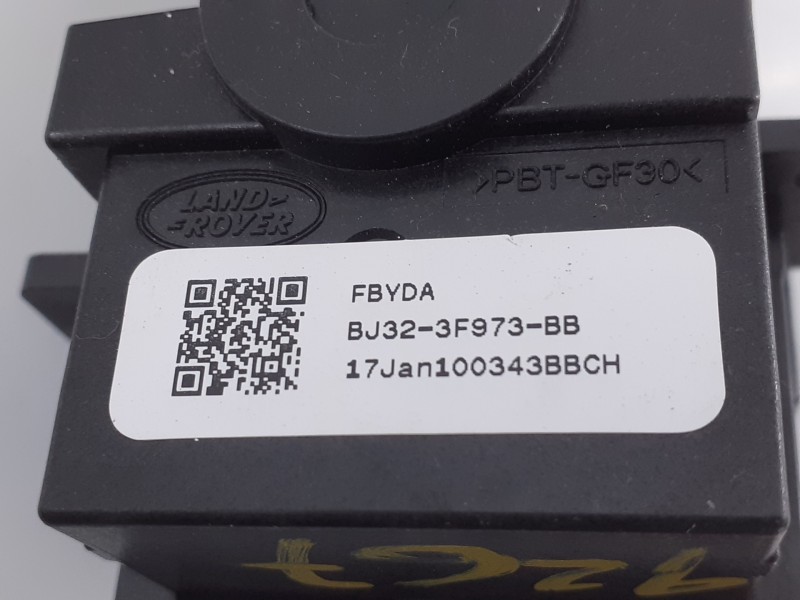 LAND-
-ROVER
>PBT-GF30<
FBYDA
BJ32-3F973-BB
17Jan100343BBCH